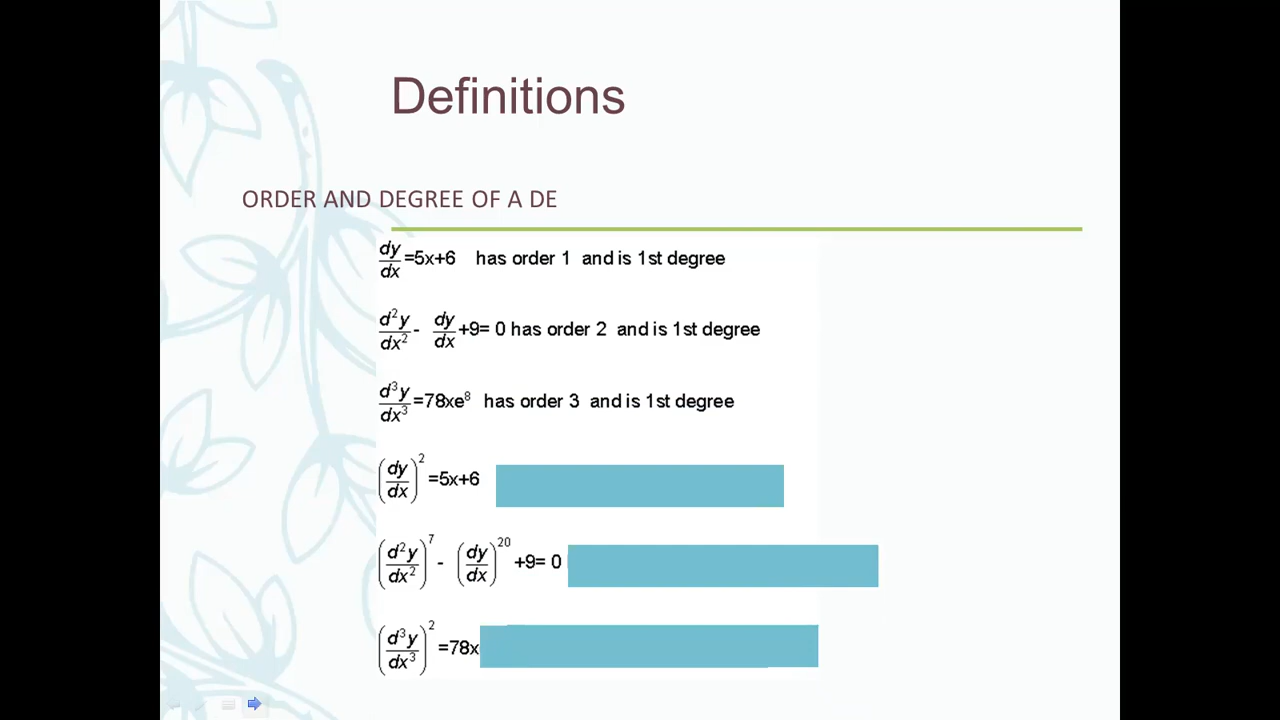 Definitions
ORDER AND DEGREE OF A DE
dy/dx =5x+6 has order 1 and is 1st degree
d²y/dx² - dy/dx +9= 0 has order 2 and is 1st degree
d³y/dx³ =78xe⁸ has order 3 and is 1st degree
(dy/dx)² =5x+6
(d²y/dx²)⁷ - (dy/dx)²⁰ +9= 0
(d³y/dx³)² =78x